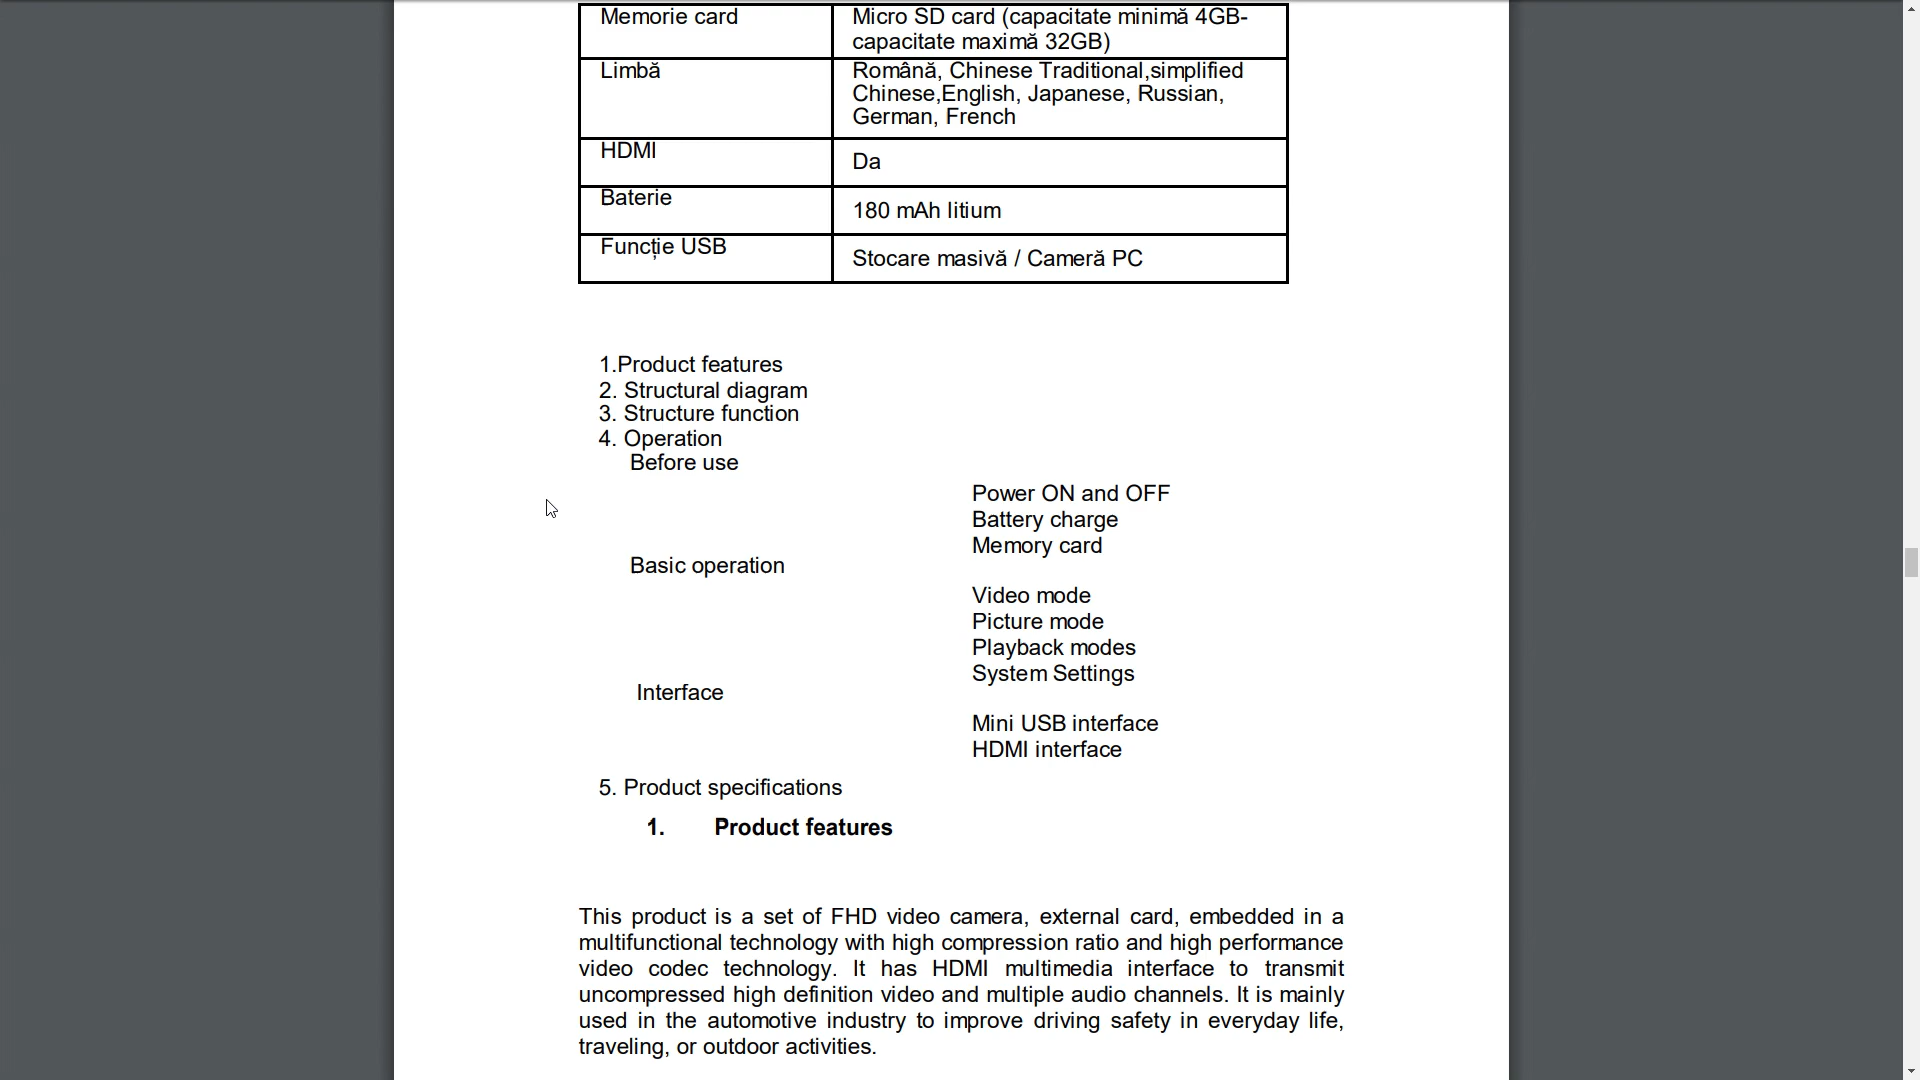 Memorie card
Micro SD card (capacitate minimă 4GB-
capacitate maximă 32GB)
Limbă
Română, Chinese Traditional,simplified
Chinese,English, Japanese, Russian,
German, French
HDMI
Da
Baterie
180 mAh litium
Funcție USB
Stocare masivă / Cameră PC
1.Product features
2. Structural diagram
3. Structure function
4. Operation
Before use
Power ON and OFF
Battery charge
Memory card
Basic operation
Video mode
Picture mode
Playback modes
System Settings
Interface
Mini USB interface
HDMI interface
5. Product specifications
1. Product features
This product is a set of FHD video camera, external card, embedded in a
multifunctional technology with high compression ratio and high performance
video codec technology. It has HDMI multimedia interface to transmit
uncompressed high definition video and multiple audio channels. It is mainly
used in the automotive industry to improve driving safety in everyday life,
traveling, or outdoor activities.